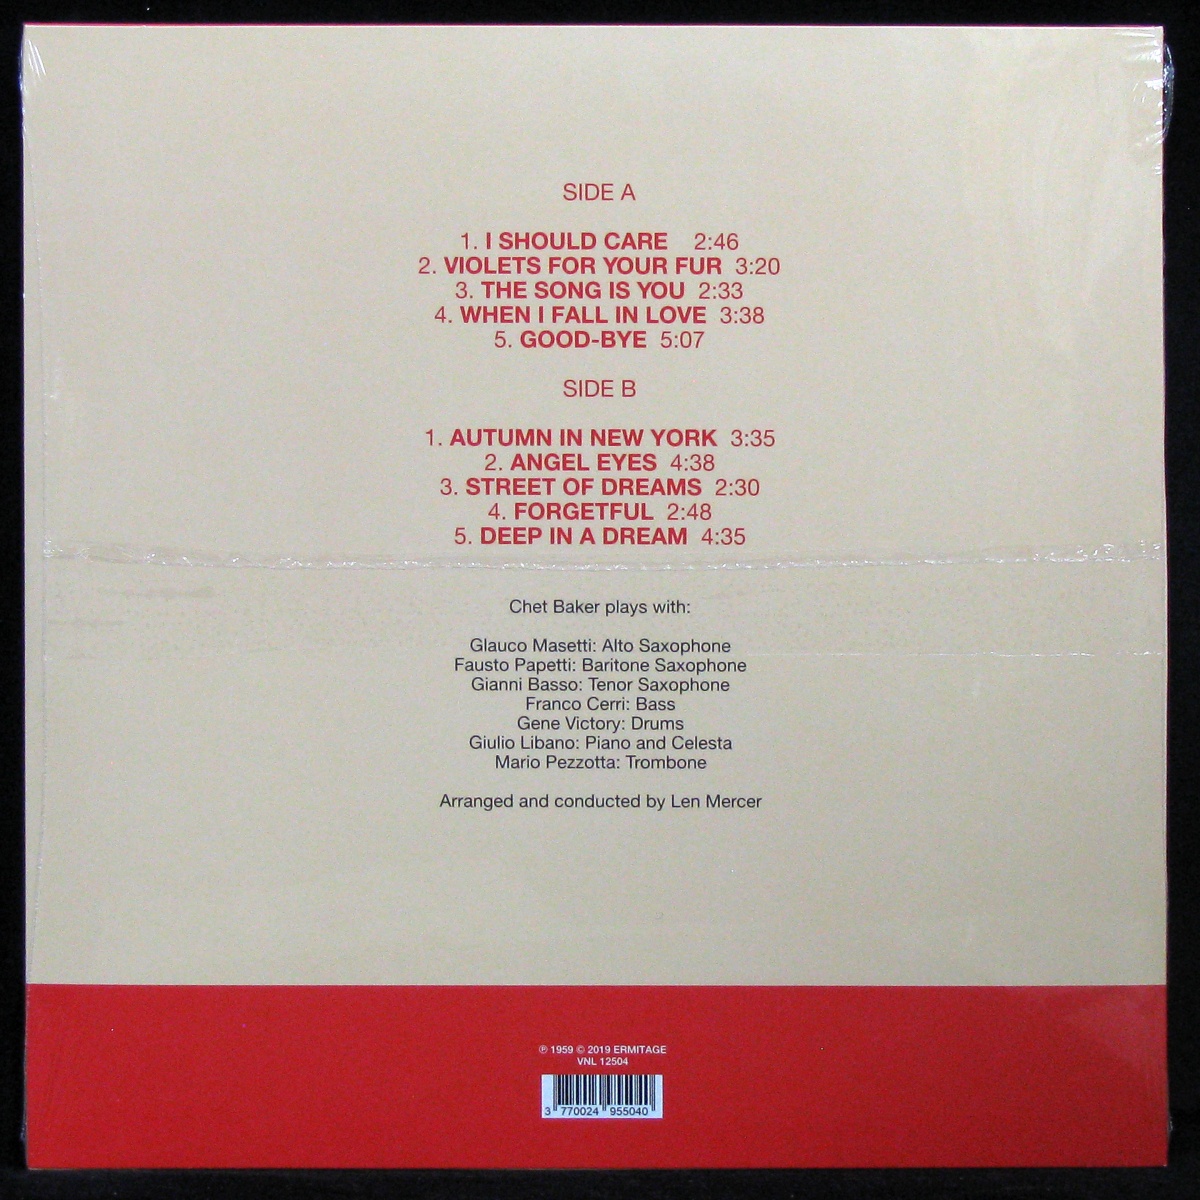 SIDE A
1. I SHOULD CARE 2:46
2. VIOLETS FOR YOUR FUR 3:20
3. THE SONG IS YOU 2:33
4. WHEN I FALL IN LOVE 3:38
5. GOOD-BYE 5:07
SIDE B
1. AUTUMN IN NEW YORK 3:35
2. ANGEL EYES 4:38
3. STREET OF DREAMS 2:30
4. FORGETFUL 2:48
5. DEEP IN A DREAM 4:35
Chet Baker plays with:
Glauco Masetti: Alto Saxophone
Fausto Papetti: Baritone Saxophone
Gianni Basso: Tenor Saxophone
Franco Cerri: Bass
Gene Victory: Drums
Giulio Libano: Piano and Celesta
Mario Pezzotta: Trombone
Arranged and conducted by Len Mercer
℗ 1959 © 2019 ERMITAGE
VNL 12504
3 770024 955040